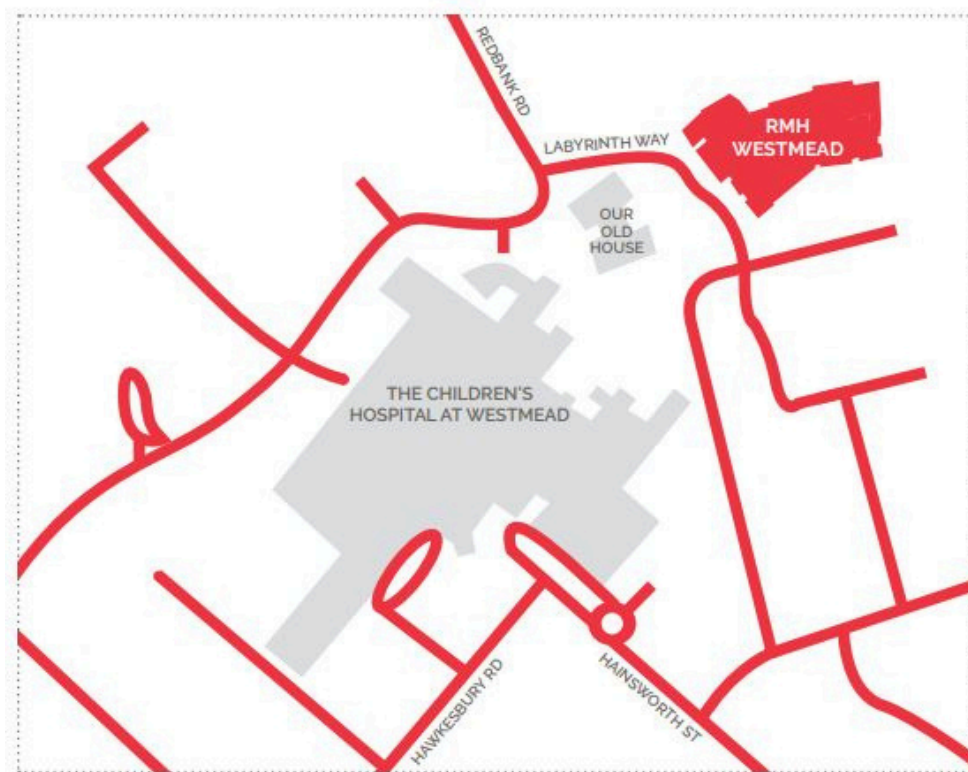 REDBANK RD
LABYRINTH WAY
RMH
WESTMEAD
OUR
OLD
HOUSE
THE CHILDREN'S
HOSPITAL AT WESTMEAD
HAWKESBURY RD
HAINSWORTH ST